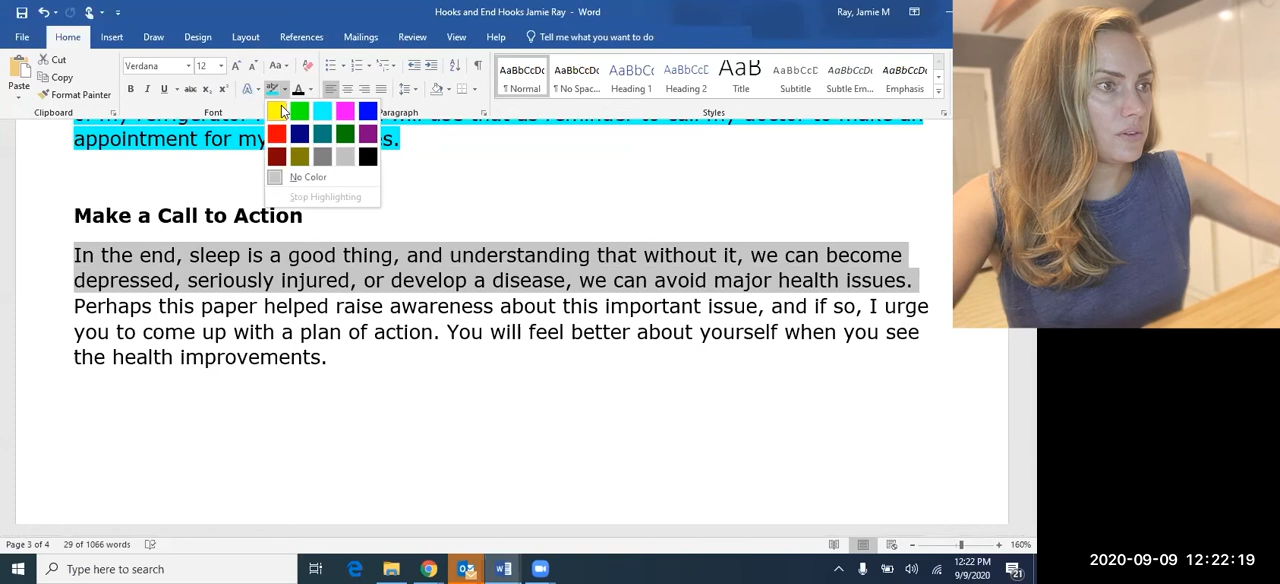 Hooks and End Hooks Jamie Ray - Word
Ray, Jamie M
File Home Insert Draw Design Layout References Mailings Review View Help Tell me what you want to do
Paste
Cut
Copy
Format Painter
Clipboard
Verdana 12
Font
Paragraph
AaBbCcDc AaBbCcDc AaBbCc AaBbCcD AaB AaBbCcD AaBbCcDc AaBbCcDc
¶ Normal ¶ No Spac... Heading 1 Heading 2 Title Subtitle Subtle Em... Emphasis
Styles
No Color
Stop Highlighting
appointment for my
Make a Call to Action
In the end, sleep is a good thing, and understanding that without it, we can become
depressed, seriously injured, or develop a disease, we can avoid major health issues.
Perhaps this paper helped raise awareness about this important issue, and if so, I urge
you to come up with a plan of action. You will feel better about yourself when you see
the health improvements.
Page 3 of 4 29 of 1066 words
160%
Type here to search
12:22 PM
9/9/2020
21
2020-09-09 12:22:19